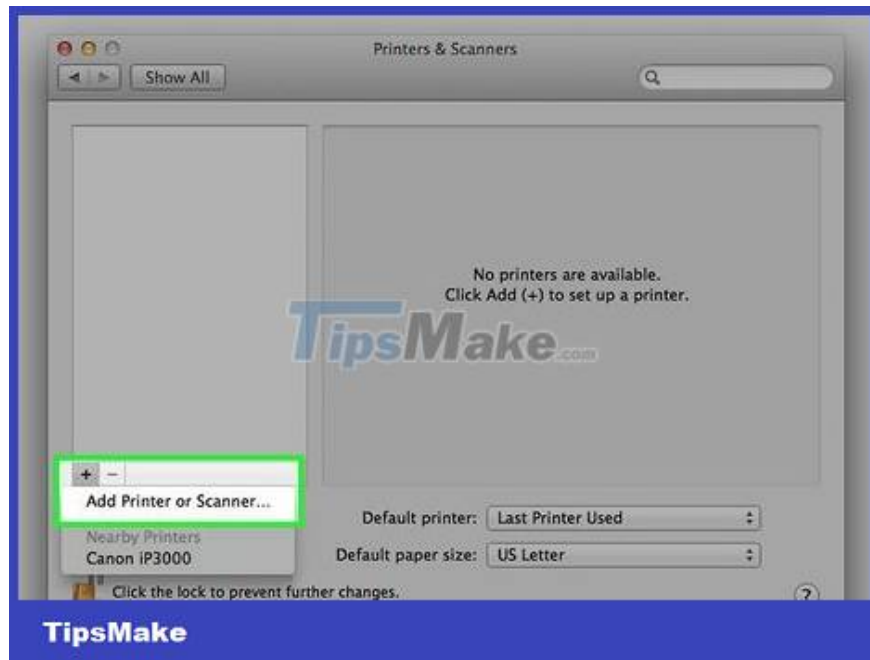 Printers & Scanners
Show All
No printers are available.
Click Add (+) to set up a printer.
TipsMake.com
+ −
Add Printer or Scanner...
Nearby Printers
Canon iP3000
Default printer: Last Printer Used
Default paper size: US Letter
Click the lock to prevent further changes.
?
TipsMake